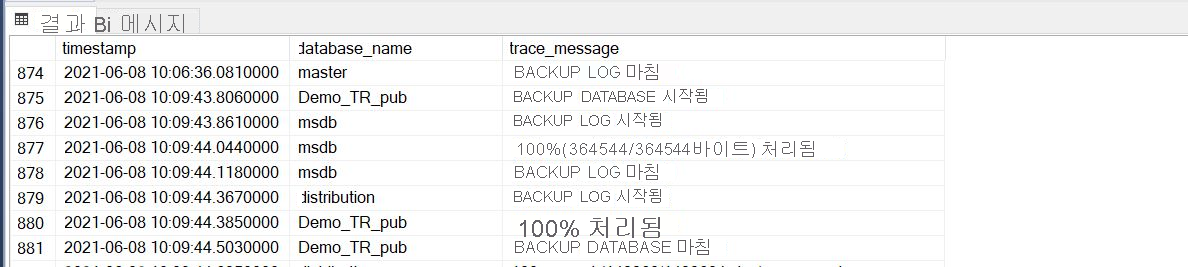 결과 Bi 메시지
timestamp database_name trace_message
874 2021-06-08 10:06:36.0810000 master BACKUP LOG 마침
875 2021-06-08 10:09:43.8060000 Demo_TR_pub BACKUP DATABASE 시작됨
876 2021-06-08 10:09:43.8610000 msdb BACKUP LOG 시작됨
877 2021-06-08 10:09:44.0440000 msdb 100%(364544/364544바이트) 처리됨
878 2021-06-08 10:09:44.1180000 msdb BACKUP LOG 마침
879 2021-06-08 10:09:44.3670000 distribution BACKUP LOG 시작됨
880 2021-06-08 10:09:44.3850000 Demo_TR_pub 100% 처리됨
881 2021-06-08 10:09:44.5030000 Demo_TR_pub BACKUP DATABASE 마침